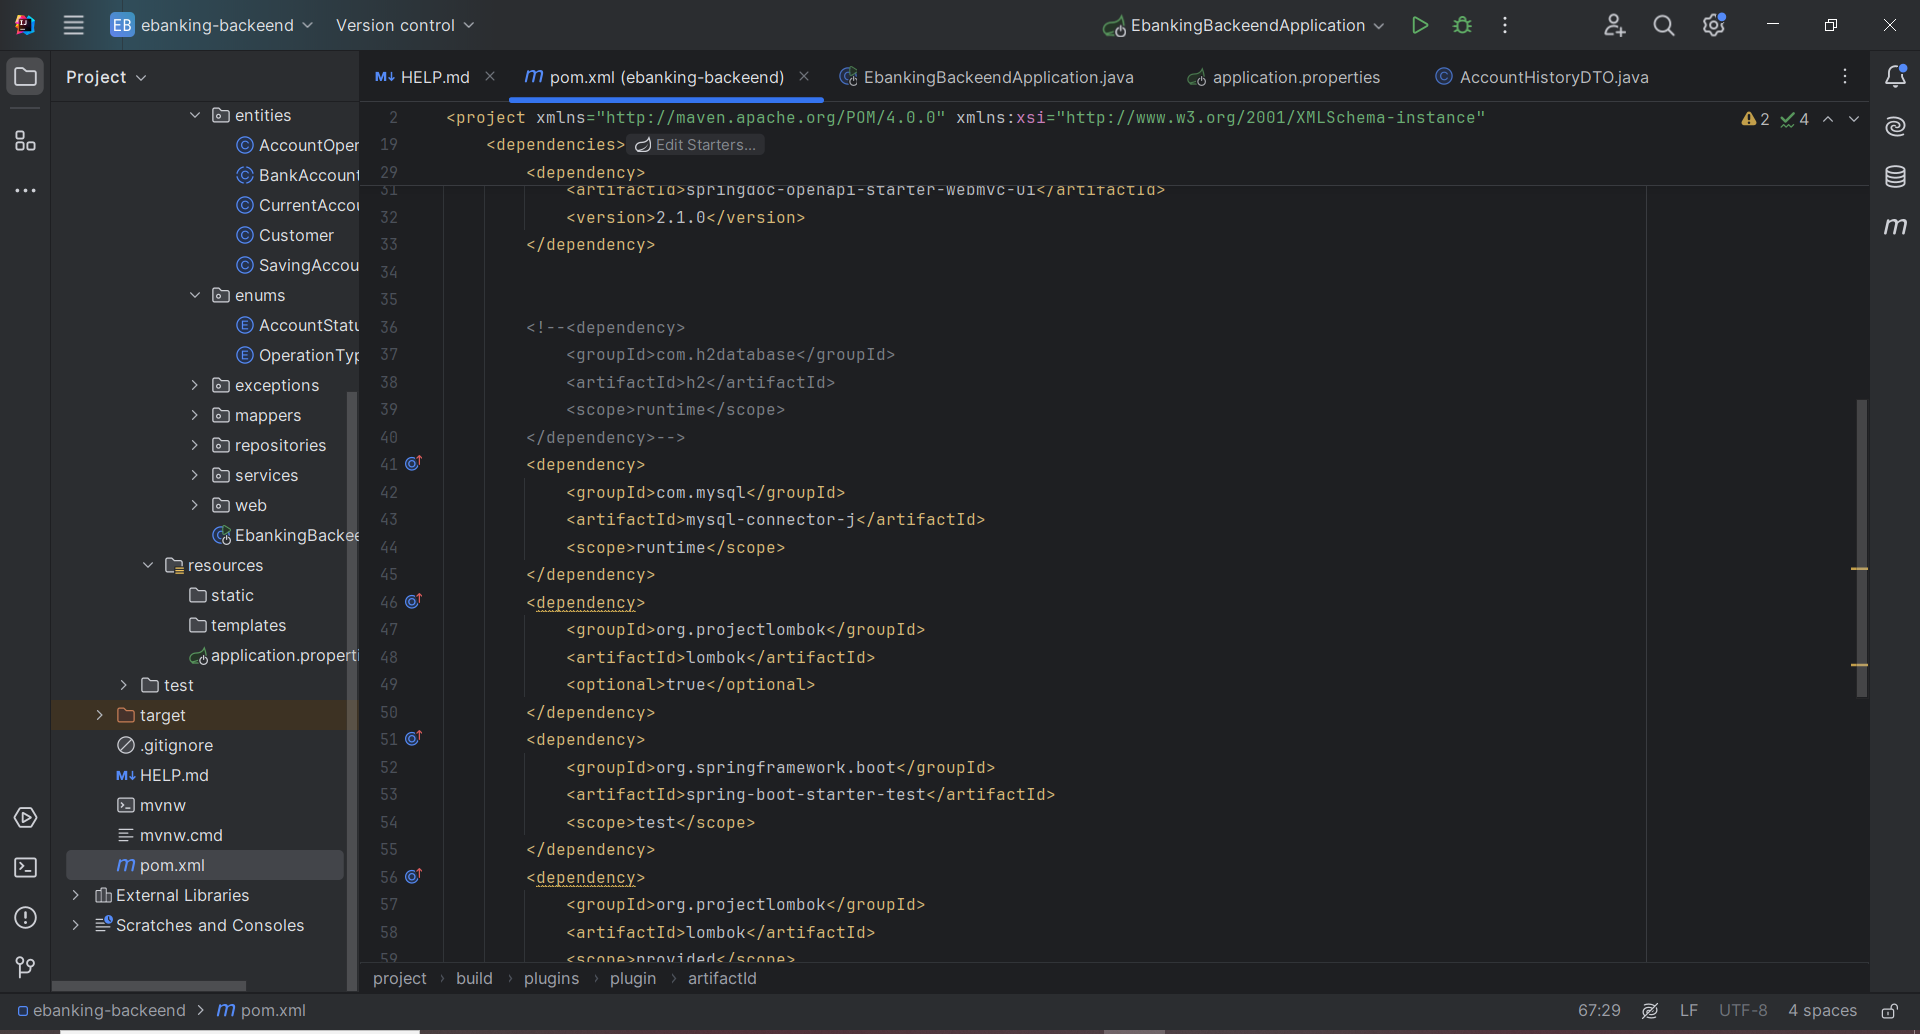 EB ebanking-backeend Version control EbankingBackeendApplication
Project
HELP.md pom.xml (ebanking-backeend) EbankingBackeendApplication.java application.properties AccountHistoryDTO.java
entities
AccountOper
BankAccount
CurrentAccou
Customer
SavingAccou
enums
AccountStatu
OperationTyp
exceptions
mappers
repositories
services
web
EbankingBackee
resources
static
templates
application.properti
test
target
.gitignore
HELP.md
mvnw
mvnw.cmd
pom.xml
External Libraries
Scratches and Consoles
2 <project xmlns="http://maven.apache.org/POM/4.0.0" xmlns:xsi="http://www.w3.org/2001/XMLSchema-instance" 2 4
19 <dependencies> Edit Starters...
29 <dependency>
31 <artifactId>springdoc-openapi-starter-webmvc-ui</artifactId>
32 <version>2.1.0</version>
33 </dependency>
34
35
36 <!--<dependency>
37 <groupId>com.h2database</groupId>
38 <artifactId>h2</artifactId>
39 <scope>runtime</scope>
40 </dependency>-->
41 <dependency>
42 <groupId>com.mysql</groupId>
43 <artifactId>mysql-connector-j</artifactId>
44 <scope>runtime</scope>
45 </dependency>
46 <dependency>
47 <groupId>org.projectlombok</groupId>
48 <artifactId>lombok</artifactId>
49 <optional>true</optional>
50 </dependency>
51 <dependency>
52 <groupId>org.springframework.boot</groupId>
53 <artifactId>spring-boot-starter-test</artifactId>
54 <scope>test</scope>
55 </dependency>
56 <dependency>
57 <groupId>org.projectlombok</groupId>
58 <artifactId>lombok</artifactId>
59 <scope>provided</scope>
project › build › plugins › plugin › artifactId
ebanking-backeend > pom.xml 67:29 LF UTF-8 4 spaces